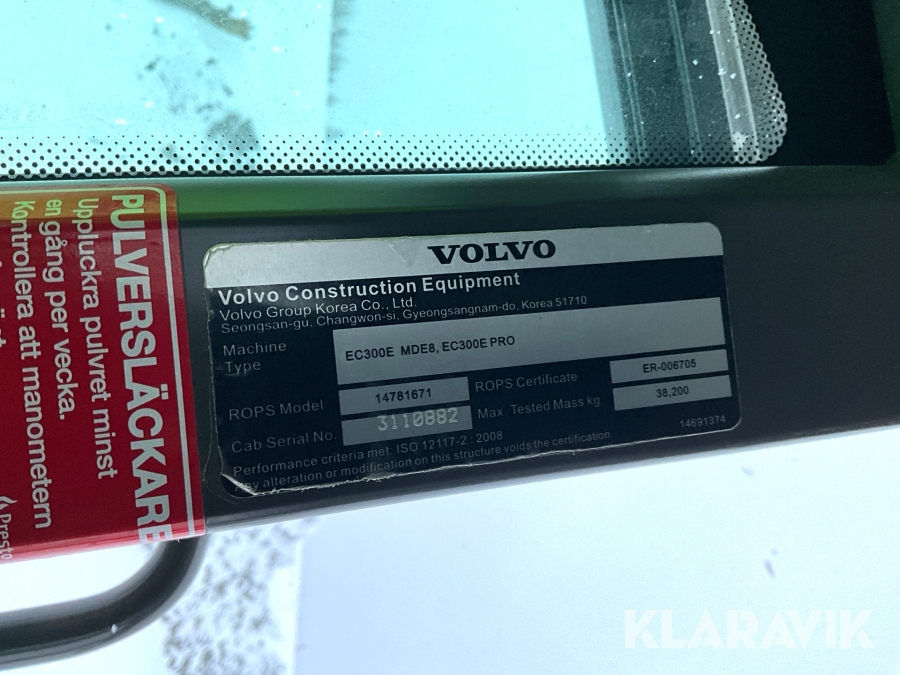 VOLVO
Volvo Construction Equipment
Volvo Group Korea Co., Ltd.
Seongsan-gu, Changwon-si, Gyeongsangnam-do, Korea 51710
Machine Type EC300E MDE8, EC300E PRO
ROPS Model 14781671 ROPS Certificate ER-006705
Cab Serial No. 3110882 Max. Tested Mass kg 38,200
Performance criteria met: ISO 12117-2 : 2008
Any alteration or modification on this structure voids the certification
14691374
PULVERSLÄCKARE
Uppluckra pulvret minst
en gång per vecka.
Kontrollera att manometern
Presto
KLARAVIK